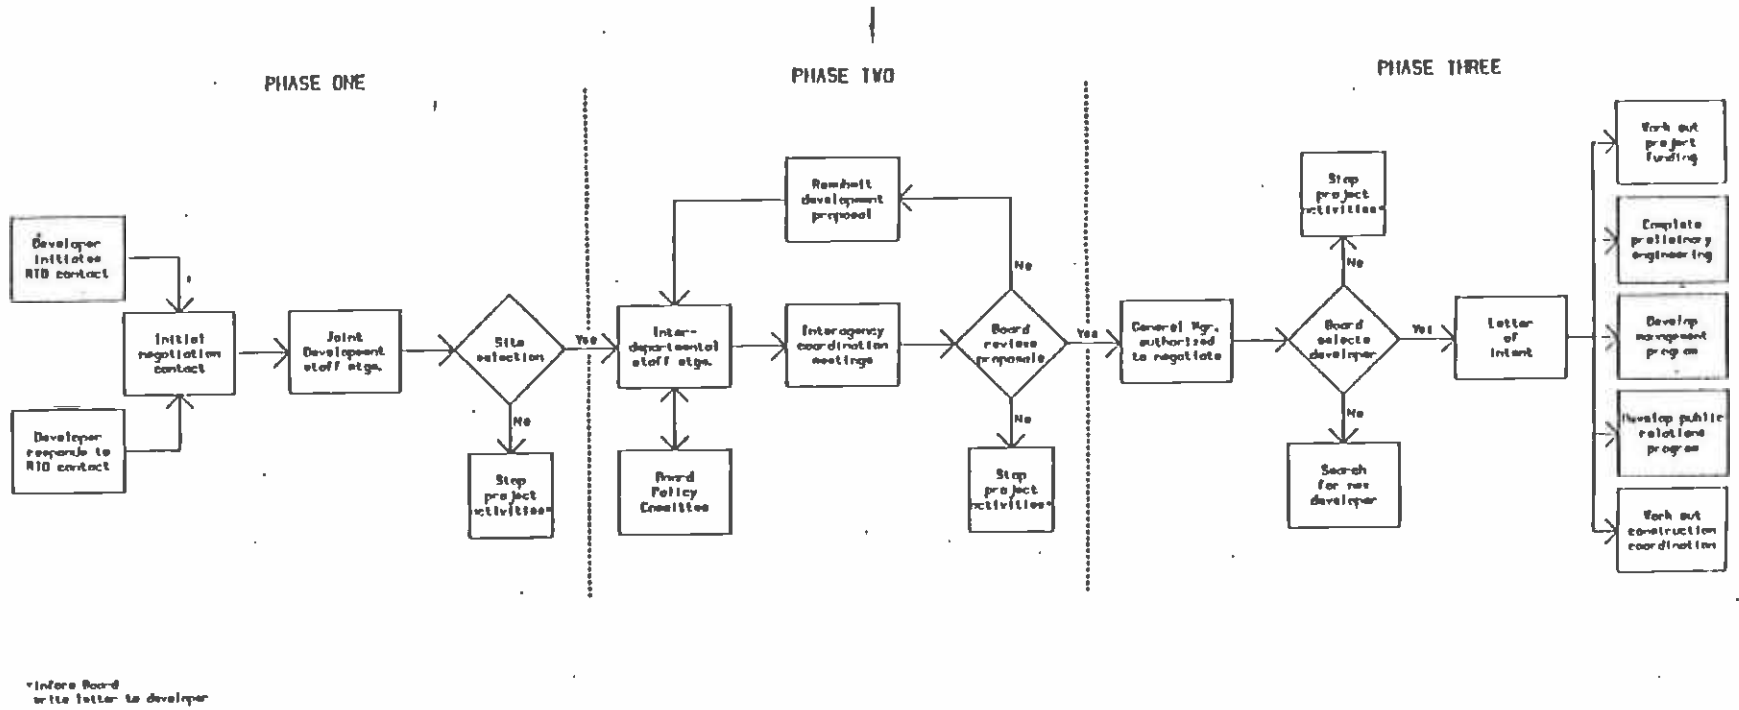 PHASE ONE
PHASE TWO
PHASE THREE
Developer
initiates
RTD contact
Developer
responds to
RTD contact
Initial
negotiation
contact
Joint
Development
staff mtgs.
Site
selection
Yes
No
Stop
project
activities*
Resubmit
development
proposal
Inter-
departmental
staff mtgs.
Board
Policy
Committee
Interagency
coordination
meetings
Board
reviews
proposals
No
No
Yes
Stop
project
activities*
General Mgr.
authorized
to negotiate
Stop
project
activities*
No
Board
selects
developer
Yes
No
Search
for new
developer
Letter
of
Intent
Work out
project
funding
Complete
preliminary
engineering
Develop
management
program
Develop public
relations
program
Work out
construction
coordination
*Inform Board
write letter to developer